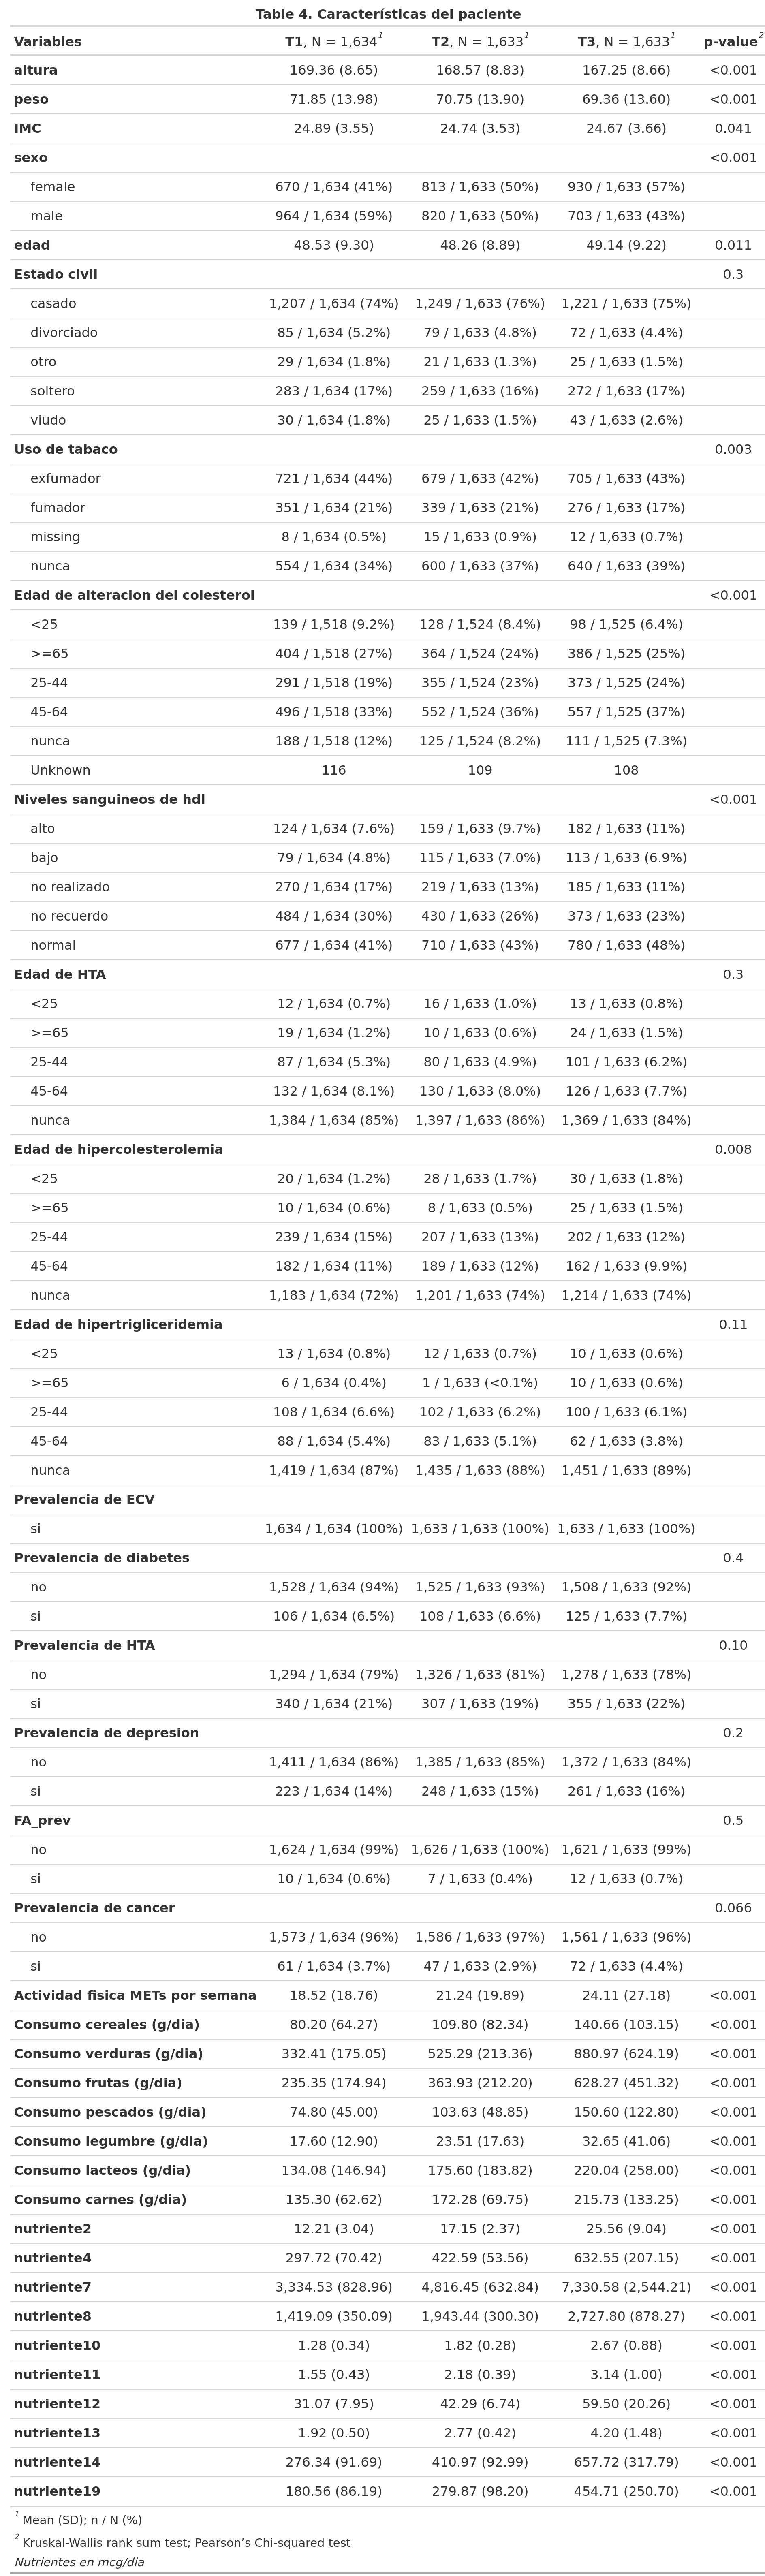 Table 4. Características del paciente
Variables T1, N = 1,634¹ T2, N = 1,633¹ T3, N = 1,633¹ p-value²
altura 169.36 (8.65) 168.57 (8.83) 167.25 (8.66) <0.001
peso 71.85 (13.98) 70.75 (13.90) 69.36 (13.60) <0.001
IMC 24.89 (3.55) 24.74 (3.53) 24.67 (3.66) 0.041
sexo <0.001
female 670 / 1,634 (41%) 813 / 1,633 (50%) 930 / 1,633 (57%)
male 964 / 1,634 (59%) 820 / 1,633 (50%) 703 / 1,633 (43%)
edad 48.53 (9.30) 48.26 (8.89) 49.14 (9.22) 0.011
Estado civil 0.3
casado 1,207 / 1,634 (74%) 1,249 / 1,633 (76%) 1,221 / 1,633 (75%)
divorciado 85 / 1,634 (5.2%) 79 / 1,633 (4.8%) 72 / 1,633 (4.4%)
otro 29 / 1,634 (1.8%) 21 / 1,633 (1.3%) 25 / 1,633 (1.5%)
soltero 283 / 1,634 (17%) 259 / 1,633 (16%) 272 / 1,633 (17%)
viudo 30 / 1,634 (1.8%) 25 / 1,633 (1.5%) 43 / 1,633 (2.6%)
Uso de tabaco 0.003
exfumador 721 / 1,634 (44%) 679 / 1,633 (42%) 705 / 1,633 (43%)
fumador 351 / 1,634 (21%) 339 / 1,633 (21%) 276 / 1,633 (17%)
missing 8 / 1,634 (0.5%) 15 / 1,633 (0.9%) 12 / 1,633 (0.7%)
nunca 554 / 1,634 (34%) 600 / 1,633 (37%) 640 / 1,633 (39%)
Edad de alteracion del colesterol <0.001
<25 139 / 1,518 (9.2%) 128 / 1,524 (8.4%) 98 / 1,525 (6.4%)
>=65 404 / 1,518 (27%) 364 / 1,524 (24%) 386 / 1,525 (25%)
25-44 291 / 1,518 (19%) 355 / 1,524 (23%) 373 / 1,525 (24%)
45-64 496 / 1,518 (33%) 552 / 1,524 (36%) 557 / 1,525 (37%)
nunca 188 / 1,518 (12%) 125 / 1,524 (8.2%) 111 / 1,525 (7.3%)
Unknown 116 109 108
Niveles sanguineos de hdl <0.001
alto 124 / 1,634 (7.6%) 159 / 1,633 (9.7%) 182 / 1,633 (11%)
bajo 79 / 1,634 (4.8%) 115 / 1,633 (7.0%) 113 / 1,633 (6.9%)
no realizado 270 / 1,634 (17%) 219 / 1,633 (13%) 185 / 1,633 (11%)
no recuerdo 484 / 1,634 (30%) 430 / 1,633 (26%) 373 / 1,633 (23%)
normal 677 / 1,634 (41%) 710 / 1,633 (43%) 780 / 1,633 (48%)
Edad de HTA 0.3
<25 12 / 1,634 (0.7%) 16 / 1,633 (1.0%) 13 / 1,633 (0.8%)
>=65 19 / 1,634 (1.2%) 10 / 1,633 (0.6%) 24 / 1,633 (1.5%)
25-44 87 / 1,634 (5.3%) 80 / 1,633 (4.9%) 101 / 1,633 (6.2%)
45-64 132 / 1,634 (8.1%) 130 / 1,633 (8.0%) 126 / 1,633 (7.7%)
nunca 1,384 / 1,634 (85%) 1,397 / 1,633 (86%) 1,369 / 1,633 (84%)
Edad de hipercolesterolemia 0.008
<25 20 / 1,634 (1.2%) 28 / 1,633 (1.7%) 30 / 1,633 (1.8%)
>=65 10 / 1,634 (0.6%) 8 / 1,633 (0.5%) 25 / 1,633 (1.5%)
25-44 239 / 1,634 (15%) 207 / 1,633 (13%) 202 / 1,633 (12%)
45-64 182 / 1,634 (11%) 189 / 1,633 (12%) 162 / 1,633 (9.9%)
nunca 1,183 / 1,634 (72%) 1,201 / 1,633 (74%) 1,214 / 1,633 (74%)
Edad de hipertrigliceridemia 0.11
<25 13 / 1,634 (0.8%) 12 / 1,633 (0.7%) 10 / 1,633 (0.6%)
>=65 6 / 1,634 (0.4%) 1 / 1,633 (<0.1%) 10 / 1,633 (0.6%)
25-44 108 / 1,634 (6.6%) 102 / 1,633 (6.2%) 100 / 1,633 (6.1%)
45-64 88 / 1,634 (5.4%) 83 / 1,633 (5.1%) 62 / 1,633 (3.8%)
nunca 1,419 / 1,634 (87%) 1,435 / 1,633 (88%) 1,451 / 1,633 (89%)
Prevalencia de ECV
si 1,634 / 1,634 (100%) 1,633 / 1,633 (100%) 1,633 / 1,633 (100%)
Prevalencia de diabetes 0.4
no 1,528 / 1,634 (94%) 1,525 / 1,633 (93%) 1,508 / 1,633 (92%)
si 106 / 1,634 (6.5%) 108 / 1,633 (6.6%) 125 / 1,633 (7.7%)
Prevalencia de HTA 0.10
no 1,294 / 1,634 (79%) 1,326 / 1,633 (81%) 1,278 / 1,633 (78%)
si 340 / 1,634 (21%) 307 / 1,633 (19%) 355 / 1,633 (22%)
Prevalencia de depresion 0.2
no 1,411 / 1,634 (86%) 1,385 / 1,633 (85%) 1,372 / 1,633 (84%)
si 223 / 1,634 (14%) 248 / 1,633 (15%) 261 / 1,633 (16%)
FA_prev 0.5
no 1,624 / 1,634 (99%) 1,626 / 1,633 (100%) 1,621 / 1,633 (99%)
si 10 / 1,634 (0.6%) 7 / 1,633 (0.4%) 12 / 1,633 (0.7%)
Prevalencia de cancer 0.066
no 1,573 / 1,634 (96%) 1,586 / 1,633 (97%) 1,561 / 1,633 (96%)
si 61 / 1,634 (3.7%) 47 / 1,633 (2.9%) 72 / 1,633 (4.4%)
Actividad fisica METs por semana 18.52 (18.76) 21.24 (19.89) 24.11 (27.18) <0.001
Consumo cereales (g/dia) 80.20 (64.27) 109.80 (82.34) 140.66 (103.15) <0.001
Consumo verduras (g/dia) 332.41 (175.05) 525.29 (213.36) 880.97 (624.19) <0.001
Consumo frutas (g/dia) 235.35 (174.94) 363.93 (212.20) 628.27 (451.32) <0.001
Consumo pescados (g/dia) 74.80 (45.00) 103.63 (48.85) 150.60 (122.80) <0.001
Consumo legumbre (g/dia) 17.60 (12.90) 23.51 (17.63) 32.65 (41.06) <0.001
Consumo lacteos (g/dia) 134.08 (146.94) 175.60 (183.82) 220.04 (258.00) <0.001
Consumo carnes (g/dia) 135.30 (62.62) 172.28 (69.75) 215.73 (133.25) <0.001
nutriente2 12.21 (3.04) 17.15 (2.37) 25.56 (9.04) <0.001
nutriente4 297.72 (70.42) 422.59 (53.56) 632.55 (207.15) <0.001
nutriente7 3,334.53 (828.96) 4,816.45 (632.84) 7,330.58 (2,544.21) <0.001
nutriente8 1,419.09 (350.09) 1,943.44 (300.30) 2,727.80 (878.27) <0.001
nutriente10 1.28 (0.34) 1.82 (0.28) 2.67 (0.88) <0.001
nutriente11 1.55 (0.43) 2.18 (0.39) 3.14 (1.00) <0.001
nutriente12 31.07 (7.95) 42.29 (6.74) 59.50 (20.26) <0.001
nutriente13 1.92 (0.50) 2.77 (0.42) 4.20 (1.48) <0.001
nutriente14 276.34 (91.69) 410.97 (92.99) 657.72 (317.79) <0.001
nutriente19 180.56 (86.19) 279.87 (98.20) 454.71 (250.70) <0.001
¹ Mean (SD); n / N (%)
² Kruskal-Wallis rank sum test; Pearson’s Chi-squared test
Nutrientes en mcg/dia